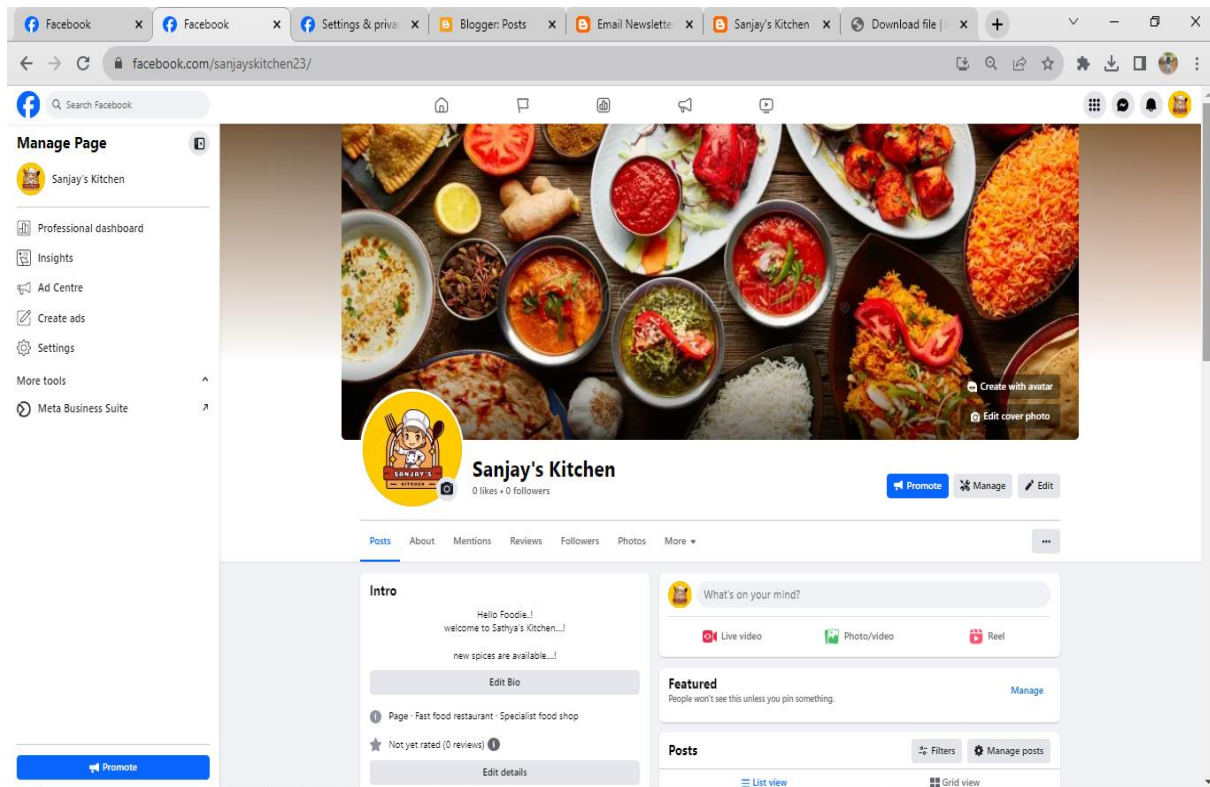 Facebook
Facebook
Settings & priva
Blogger: Posts
Email Newslette
Sanjay's Kitchen
Download file |
facebook.com/sanjayskitchen23/
Search Facebook
Manage Page
Sanjay's Kitchen
Professional dashboard
Insights
Ad Centre
Create ads
Settings
More tools
Meta Business Suite
Promote
Create with avatar
Edit cover photo
SANJAY'S
KITCHEN
Sanjay's Kitchen
0 likes • 0 followers
Promote
Manage
Edit
Posts About Mentions Reviews Followers Photos More
Intro
Hello Foodie..!
welcome to Sathya's Kitchen....!
new spices are available....!
Edit Bio
Page · Fast food restaurant · Specialist food shop
Not yet rated (0 reviews)
Edit details
What's on your mind?
Live video
Photo/video
Reel
Featured
People won't see this unless you pin something.
Manage
Posts
Filters
Manage posts
List view
Grid view